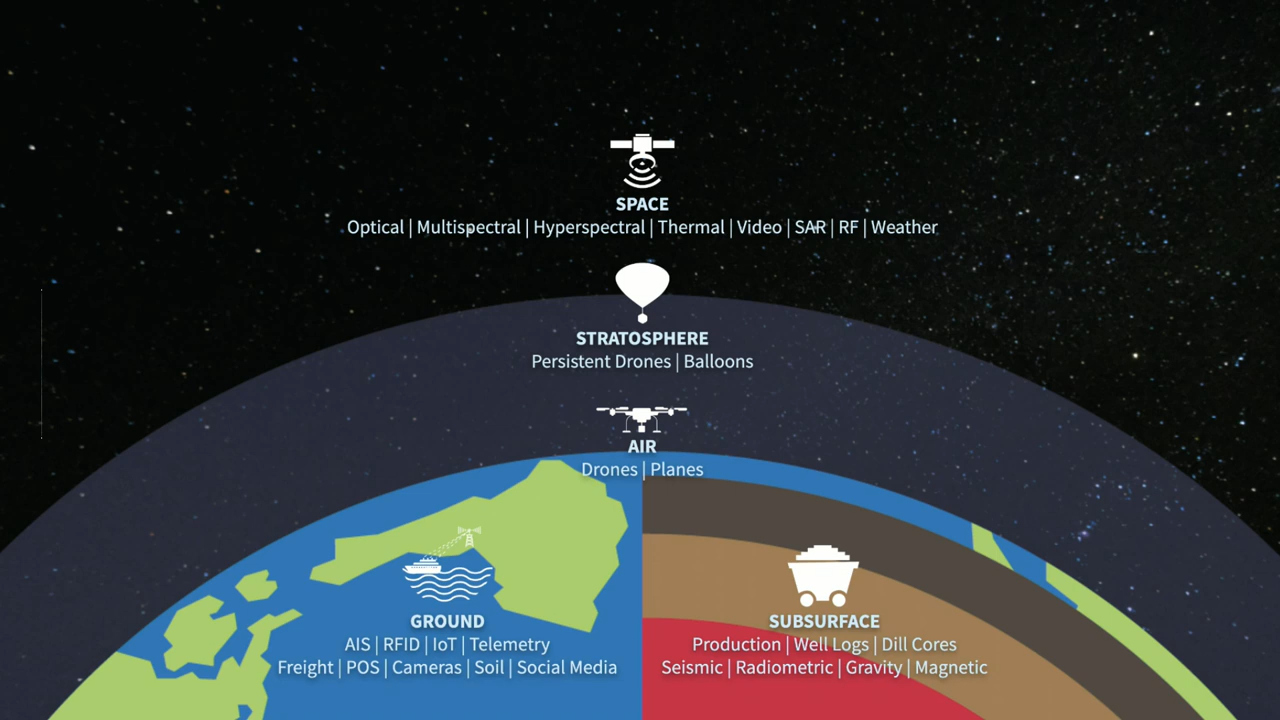 SPACE
Optical | Multispectral | Hyperspectral | Thermal | Video | SAR | RF | Weather
STRATOSPHERE
Persistent Drones | Balloons
AIR
Drones | Planes
GROUND
AIS | RFID | IoT | Telemetry
Freight | POS | Cameras | Soil | Social Media
SUBSURFACE
Production | Well Logs | Dill Cores
Seismic | Radiometric | Gravity | Magnetic